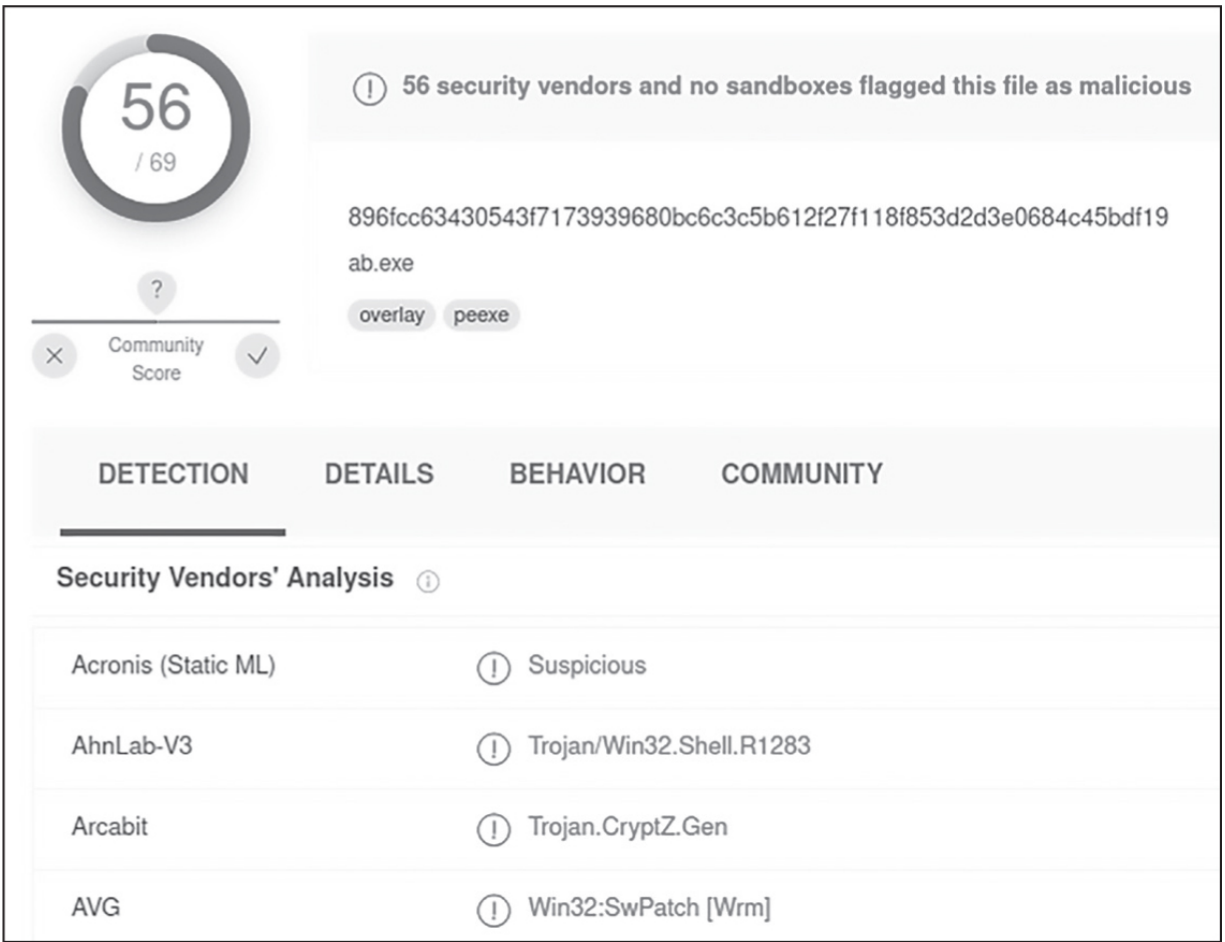 56
/ 69
56 security vendors and no sandboxes flagged this file as malicious
896fcc63430543f7173939680bc6c3c5b612f27f118f853d2d3e0684c45bdf19
ab.exe
overlay peexe
?
Community
Score
DETECTION DETAILS BEHAVIOR COMMUNITY
Security Vendors' Analysis
Acronis (Static ML) Suspicious
AhnLab-V3 Trojan/Win32.Shell.R1283
Arcabit Trojan.CryptZ.Gen
AVG Win32:SwPatch [Wrm]